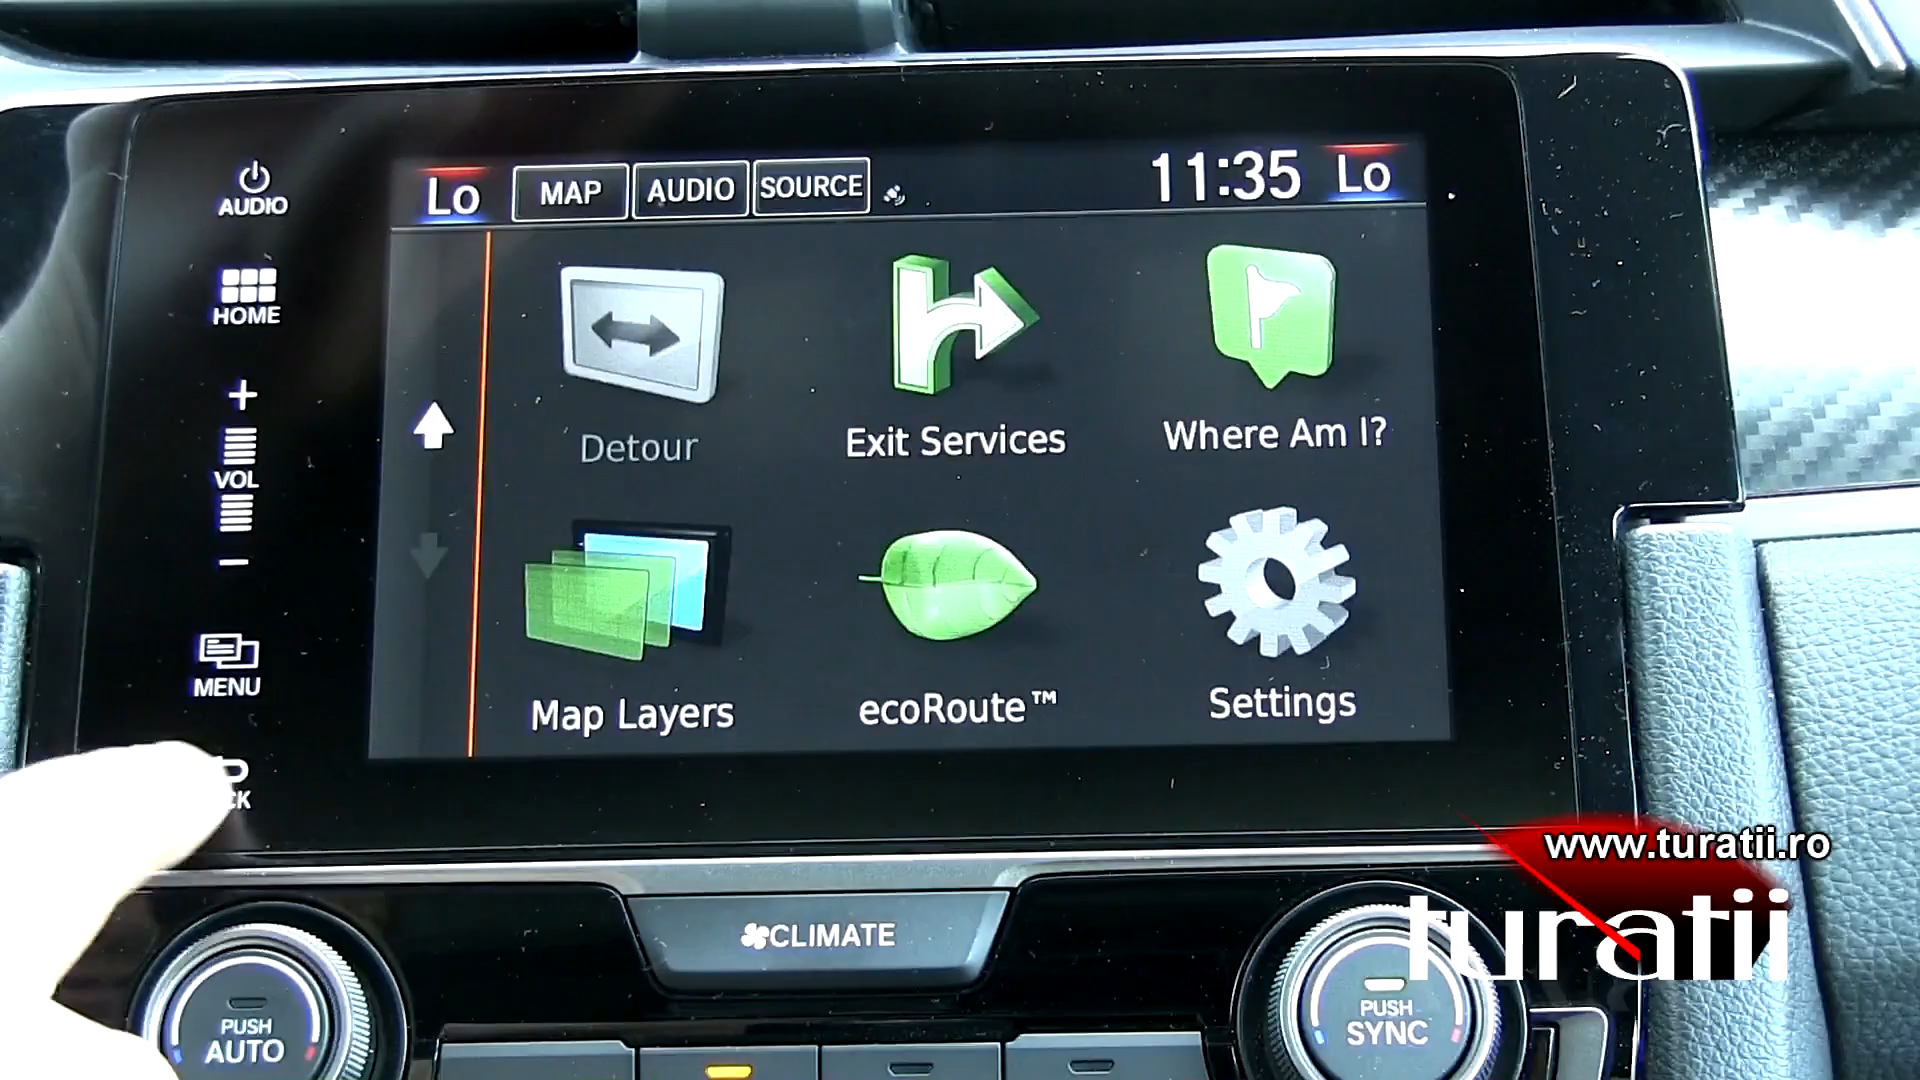 AUDIO
HOME
VOL
MENU
CK
Lo
MAP
AUDIO
SOURCE
11:35
Lo
Detour
Exit Services
Where Am I?
Map Layers
ecoRoute™
Settings
www.turatii.ro
turatii
CLIMATE
PUSH
AUTO
PUSH
SYNC